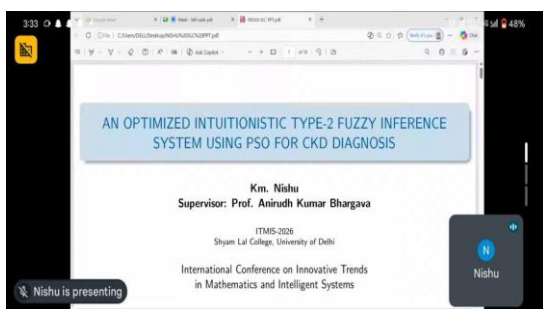 3:33
48%
Ask Copilot
AN OPTIMIZED INTUITIONISTIC TYPE-2 FUZZY INFERENCE
SYSTEM USING PSO FOR CKD DIAGNOSIS
Km. Nishu
Supervisor: Prof. Anirudh Kumar Bhargava
ITMIS-2026
Shyam Lal College, University of Delhi
International Conference on Innovative Trends
in Mathematics and Intelligent Systems
N
Nishu
Nishu is presenting